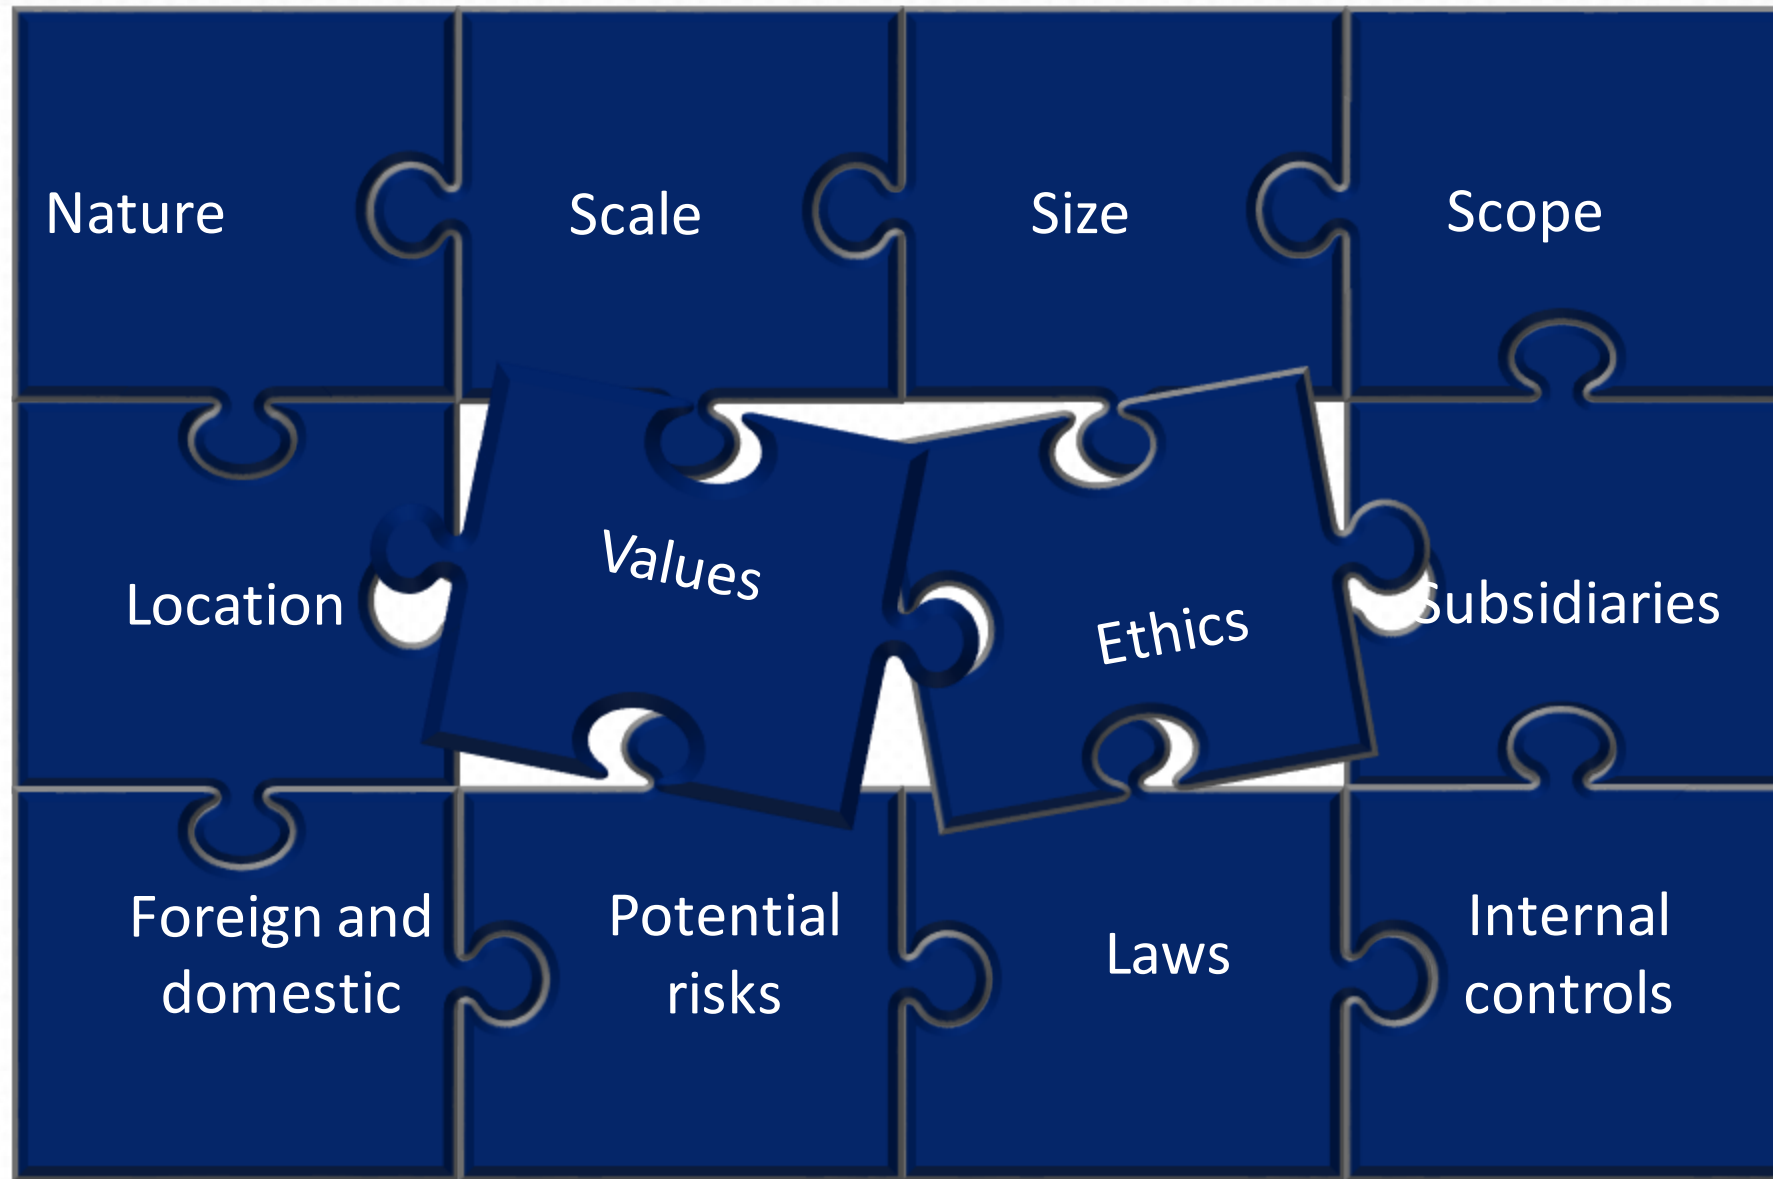 Nature
Scale
Size
Scope
Location
Values
Ethics
Subsidiaries
Foreign and
domestic
Potential
risks
Laws
Internal
controls